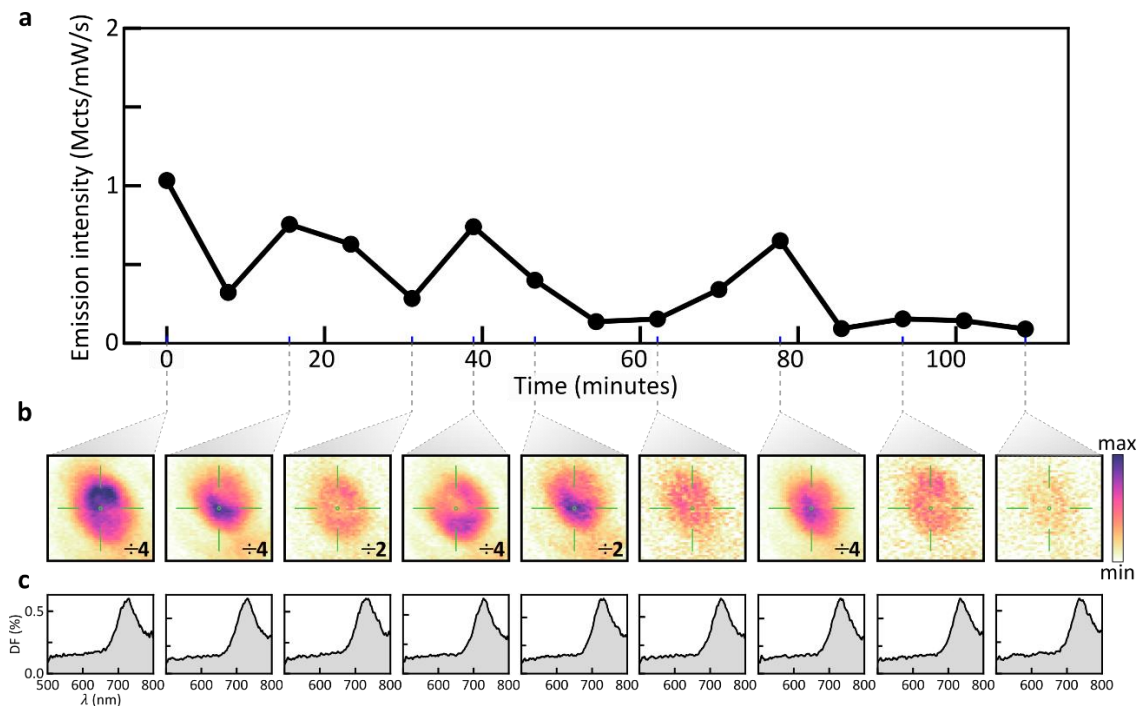 a
Emission intensity (Mcts/mW/s)
2
1
0
0 20 40 60 80 100
Time (minutes)
b
÷4 ÷4 ÷2 ÷4 ÷2 ÷4
max
min
c
DF (%)
0.5
0.0
500 600 700 800 600 700 800 600 700 800 600 700 800 600 700 800 600 700 800 600 700 800 600 700 800 600 700 800
λ (nm)